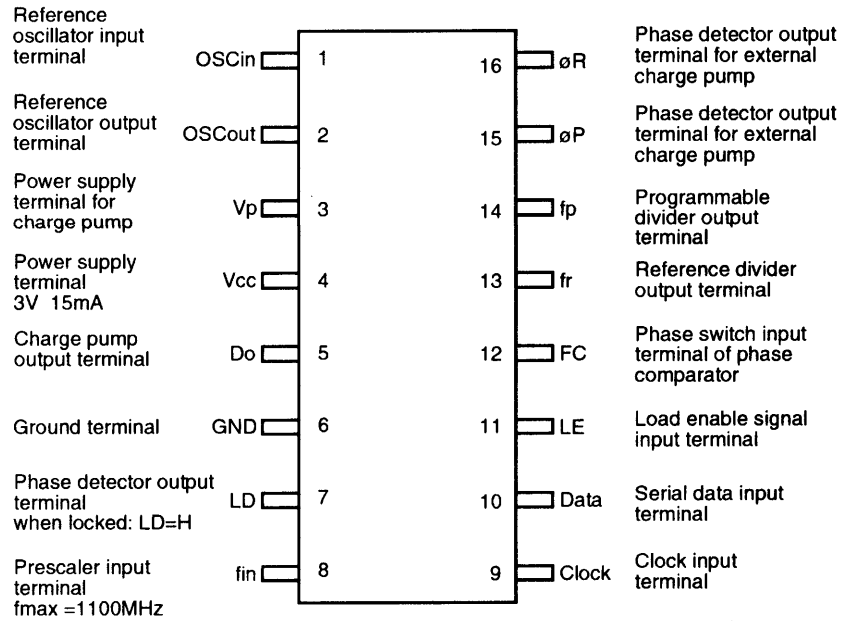 Reference
oscillator input
terminal
OSCin
1
Reference
oscillator output
terminal
OSCout
2
Power supply
terminal for
charge pump
Vp
3
Power supply
terminal
3V 15mA
Vcc
4
Charge pump
output terminal
Do
5
Ground terminal
GND
6
Phase detector output
terminal
when locked: LD=H
LD
7
Prescaler input
terminal
fmax =1100MHz
fin
8
16
øR
Phase detector output
terminal for external
charge pump
15
øP
Phase detector output
terminal for external
charge pump
14
fp
Programmable
divider output
terminal
13
fr
Reference divider
output terminal
12
FC
Phase switch input
terminal of phase
comparator
11
LE
Load enable signal
input terminal
10
Data
Serial data input
terminal
9
Clock
Clock input
terminal